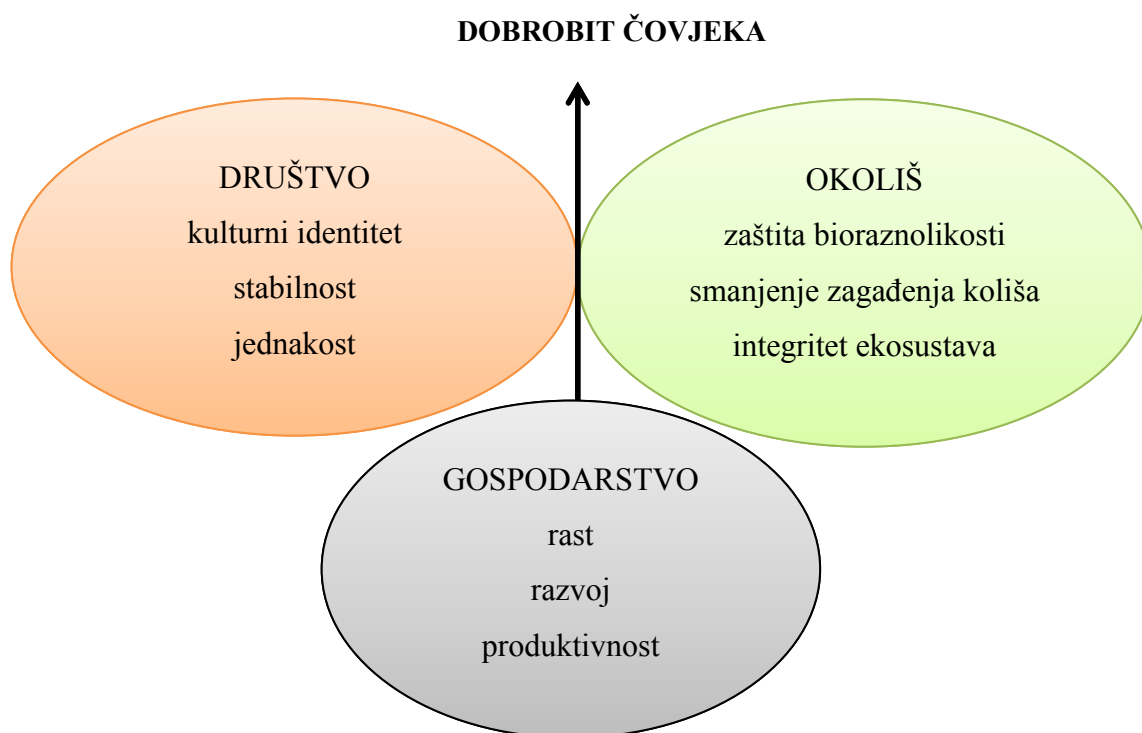 DOBROBIT ČOVJEKA
DRUŠTVO
kulturni identitet
stabilnost
jednakost
OKOLIŠ
zaštita bioraznolikosti
smanjenje zagađenja koliša
integritet ekosustava
GOSPODARSTVO
rast
razvoj
produktivnost